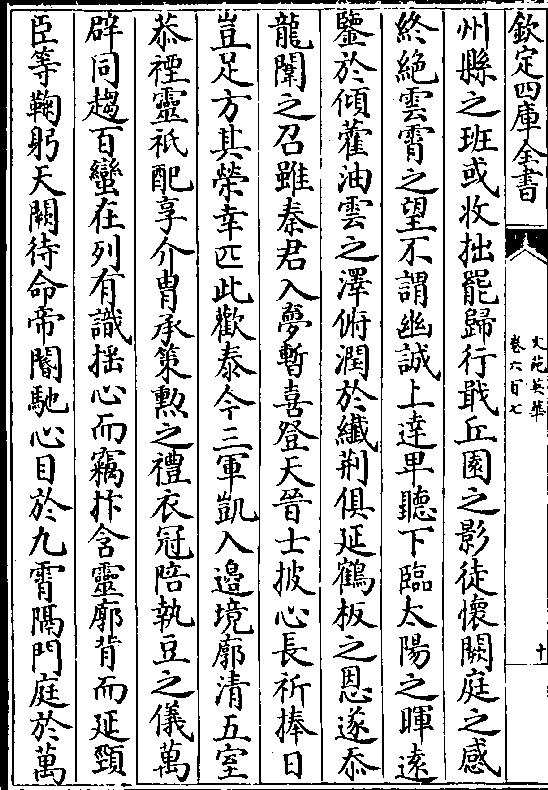 欽定四庫全書
文苑英華
卷六百七
十
州縣之班或收拙罷歸行戢丘園之影徒懷闕庭之感
終絶雲霄之望不謂幽誠上達卑聽下臨太陽之暉遠
鑒於傾藿油雲之澤俯潤於纎荆俱延鶴板之恩遂忝
龍闈之召雖秦君入夢暫喜登天晉士披心長祈捧日
豈足方其榮幸匹此歡泰今三軍凱入邉境廓清五室
恭禋靈祇配享介胄承策勲之禮衣冠陪執豆之儀萬
辟同趨百蠻在列有識拙心而竊抃含靈廓背而延頸
臣等鞠躬天闕待命帝閽馳心目於九霄隔門庭於萬